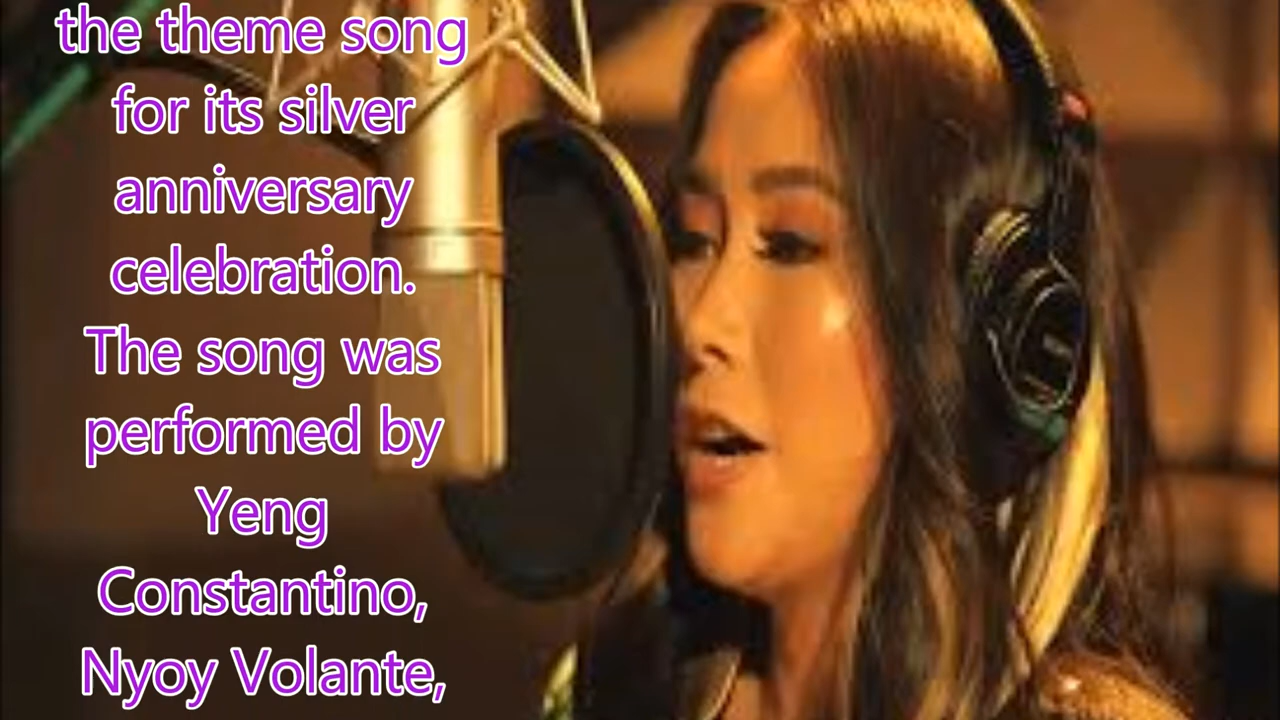 the theme song
for its silver
anniversary
celebration.
The song was
performed by
Yeng
Constantino,
Nyoy Volante,